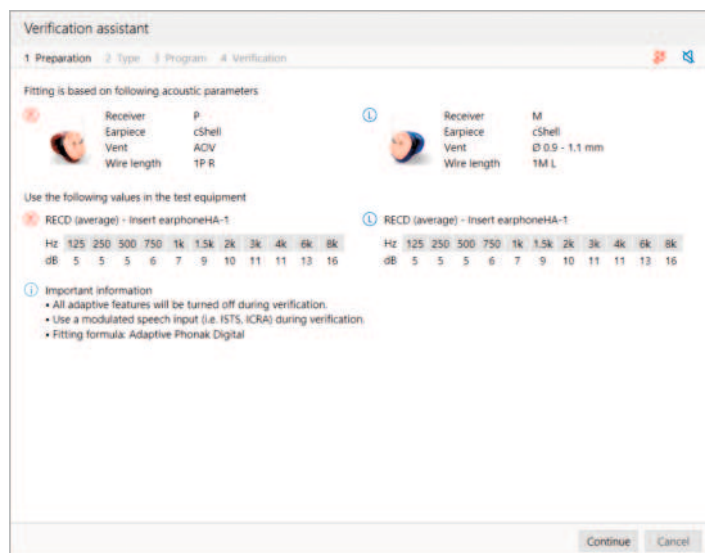 Verification assistant
1 Preparation 2 Type 3 Program 4 Verification
Fitting is based on following acoustic parameters
R
Receiver P
Earpiece cShell
Vent AOV
Wire length 1P R
L
Receiver M
Earpiece cShell
Vent Ø 0.9 - 1.1 mm
Wire length 1M L
Use the following values in the test equipment
R RECD (average) - Insert earphoneHA-1
Hz 125 250 500 750 1k 1.5k 2k 3k 4k 6k 8k
dB 5 5 5 6 7 9 10 11 11 13 16
L RECD (average) - Insert earphoneHA-1
Hz 125 250 500 750 1k 1.5k 2k 3k 4k 6k 8k
dB 5 5 5 6 7 9 10 11 11 13 16
i Important information
• All adaptive features will be turned off during verification.
• Use a modulated speech input (i.e. ISTS, ICRA) during verification.
• Fitting formula: Adaptive Phonak Digital
Continue Cancel